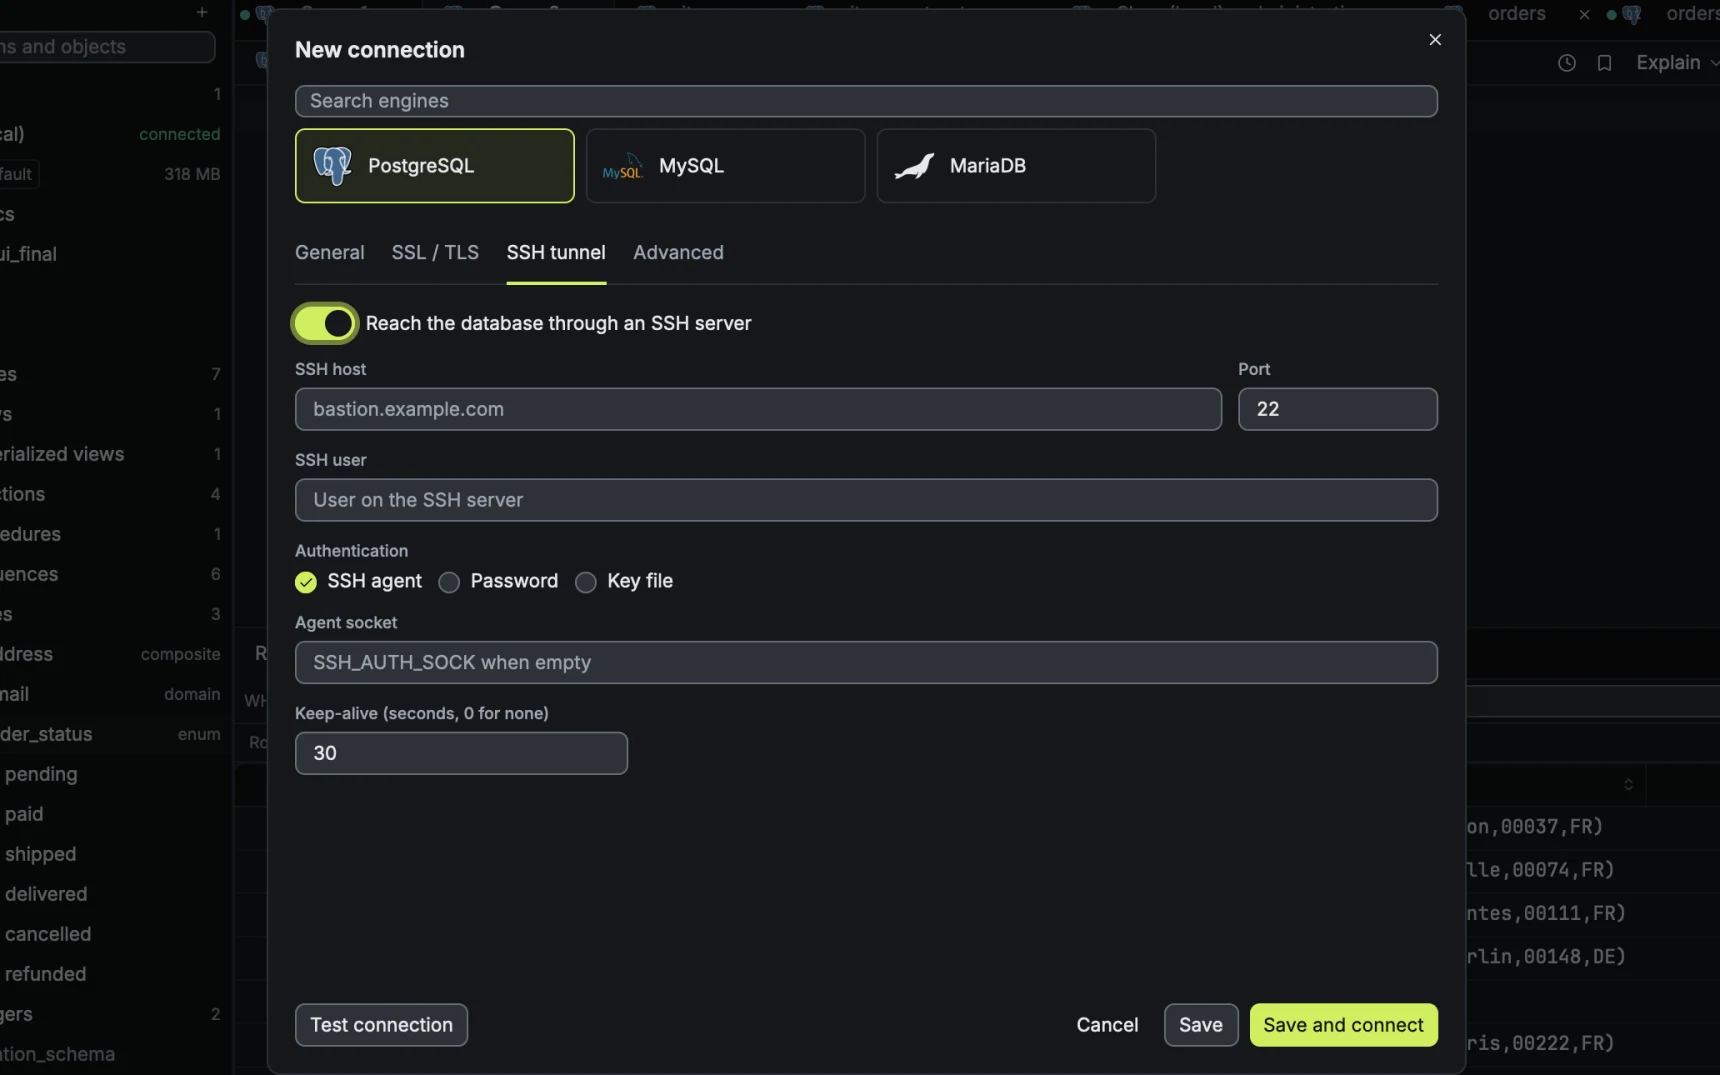 New connection
Search engines
PostgreSQL
MySQL
MySQL
MariaDB
General
SSL / TLS
SSH tunnel
Advanced
Reach the database through an SSH server
SSH host
Port
bastion.example.com
22
SSH user
User on the SSH server
Authentication
SSH agent
Password
Key file
Agent socket
SSH_AUTH_SOCK when empty
Keep-alive (seconds, 0 for none)
30
Test connection
Cancel
Save
Save and connect
ns and objects
1
cal)
connected
fault
318 MB
cs
ui_final
es
7
vs
1
erialized views
1
ctions
4
edures
1
uences
6
es
3
ddress
composite
mail
domain
der_status
enum
pending
paid
shipped
delivered
cancelled
refunded
gers
2
ation_schema
orders
orders
Explain
on,00037,FR)
lle,00074,FR)
ntes,00111,FR)
rlin,00148,DE)
ris,00222,FR)